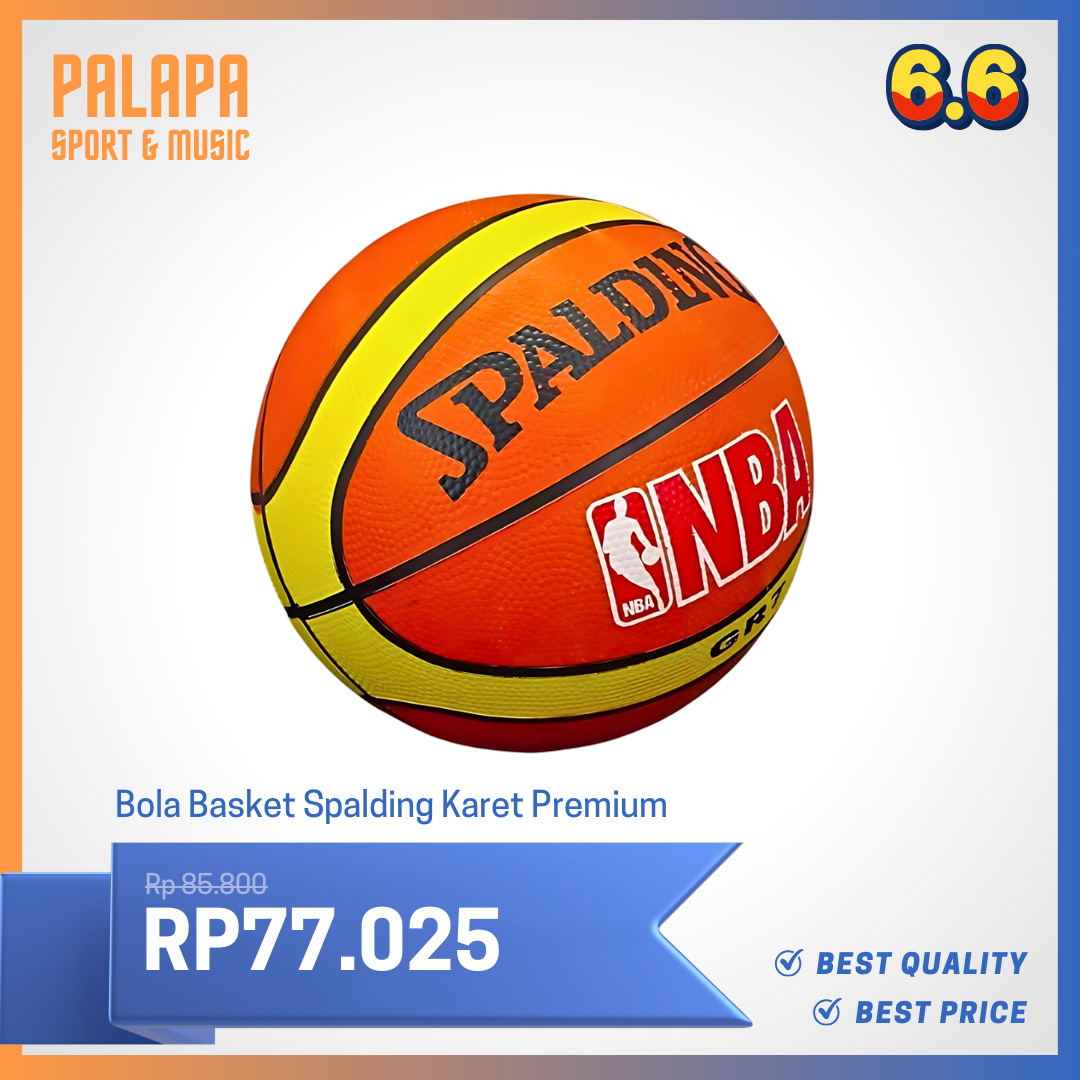 PALAPA
SPORT & MUSIC
6.6
SPALDING
NBA
NBA
GR7
Bola Basket Spalding Karet Premium
Rp 85.800
RP77.025
BEST QUALITY
BEST PRICE